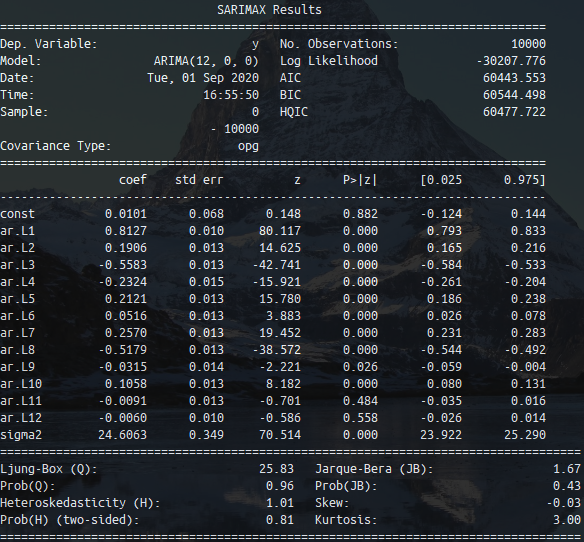 SARIMAX Results
==============================================================================
Dep. Variable:                      y   No. Observations:                10000
Model:                ARIMA(12, 0, 0)   Log Likelihood              -30207.776
Date:                Tue, 01 Sep 2020   AIC                          60443.553
Time:                        16:55:50   BIC                          60544.498
Sample:                             0   HQIC                         60477.722
                              - 10000
Covariance Type:                  opg
==============================================================================
                 coef    std err          z      P>|z|      [0.025      0.975]
------------------------------------------------------------------------------
const          0.0101      0.068      0.148      0.882      -0.124       0.144
ar.L1          0.8127      0.010     80.117      0.000       0.793       0.833
ar.L2          0.1906      0.013     14.625      0.000       0.165       0.216
ar.L3         -0.5583      0.013    -42.741      0.000      -0.584      -0.533
ar.L4         -0.2324      0.015    -15.921      0.000      -0.261      -0.204
ar.L5          0.2121      0.013     15.780      0.000       0.186       0.238
ar.L6          0.0516      0.013      3.883      0.000       0.026       0.078
ar.L7          0.2570      0.013     19.452      0.000       0.231       0.283
ar.L8         -0.5179      0.013    -38.572      0.000      -0.544      -0.492
ar.L9         -0.0315      0.014     -2.221      0.026      -0.059      -0.004
ar.L10         0.1058      0.013      8.182      0.000       0.080       0.131
ar.L11        -0.0091      0.013     -0.701      0.484      -0.035       0.016
ar.L12        -0.0060      0.010     -0.586      0.558      -0.026       0.014
sigma2        24.6063      0.349     70.514      0.000      23.922      25.290
===================================================================================
Ljung-Box (Q):                       25.83   Jarque-Bera (JB):                 1.67
Prob(Q):                              0.96   Prob(JB):                         0.43
Heteroskedasticity (H):               1.01   Skew:                            -0.03
Prob(H) (two-sided):                  0.81   Kurtosis:                         3.00
===================================================================================